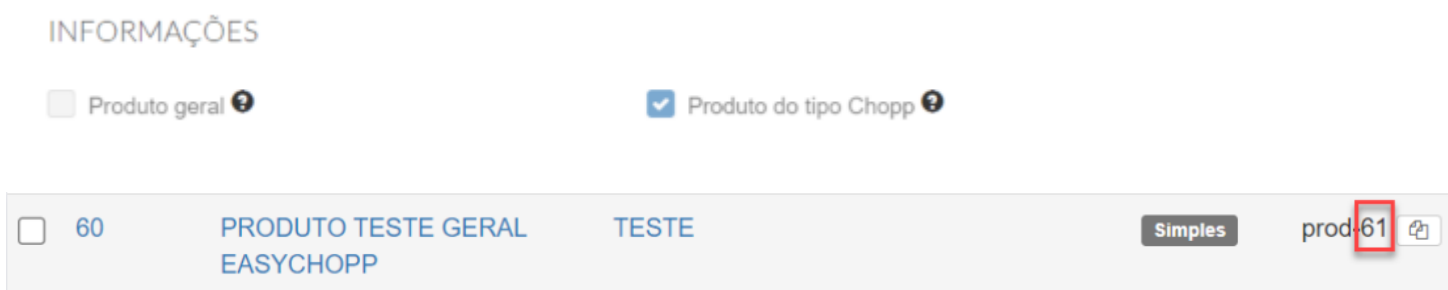 INFORMAÇÕES
Produto geral ?
Produto do tipo Chopp ?
60 PRODUTO TESTE GERAL TESTE Simples prod-61
EASYCHOPP